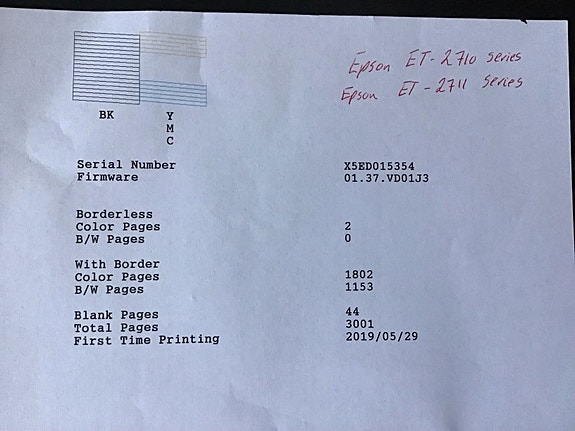 Epson ET-2710 series
Epson ET-2711 series
BK
Y
M
C
Serial Number X5ED015354
Firmware 01.37.VD01J3
Borderless
Color Pages 2
B/W Pages 0
With Border
Color Pages 1802
B/W Pages 1153
Blank Pages 44
Total Pages 3001
First Time Printing 2019/05/29